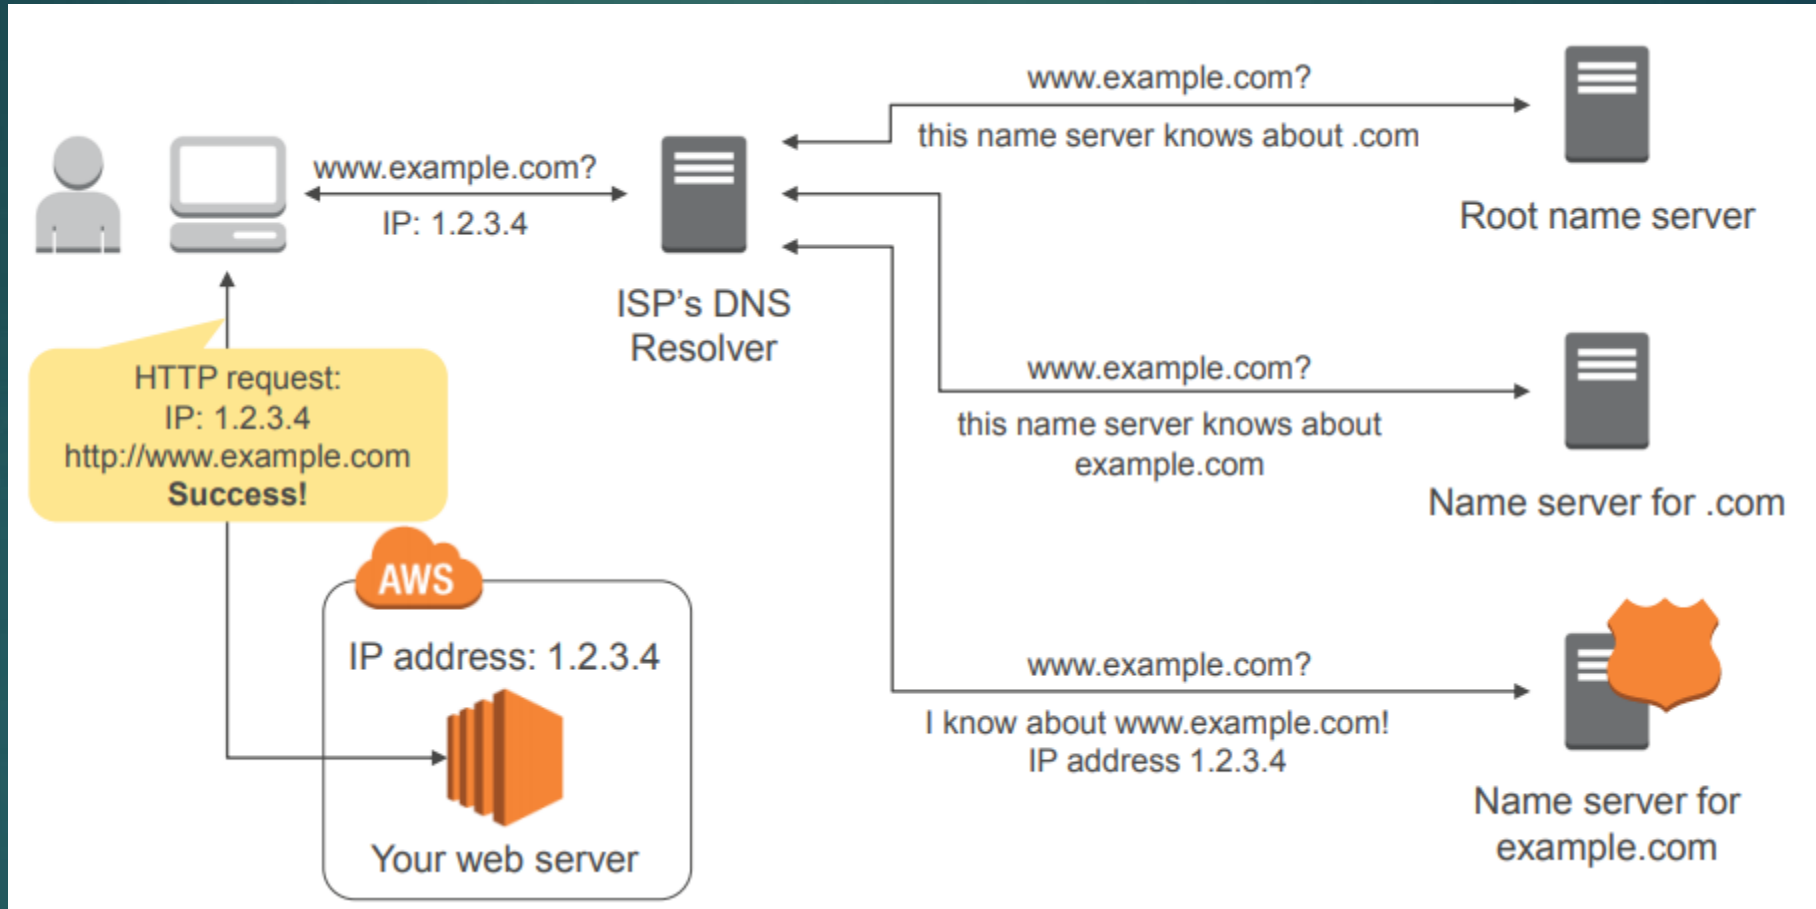 www.example.com?
IP: 1.2.3.4
ISP's DNS
Resolver
www.example.com?
this name server knows about .com
Root name server
www.example.com?
this name server knows about
example.com
Name server for .com
www.example.com?
I know about www.example.com!
IP address 1.2.3.4
Name server for
example.com
HTTP request:
IP: 1.2.3.4
http://www.example.com
Success!
AWS
IP address: 1.2.3.4
Your web server